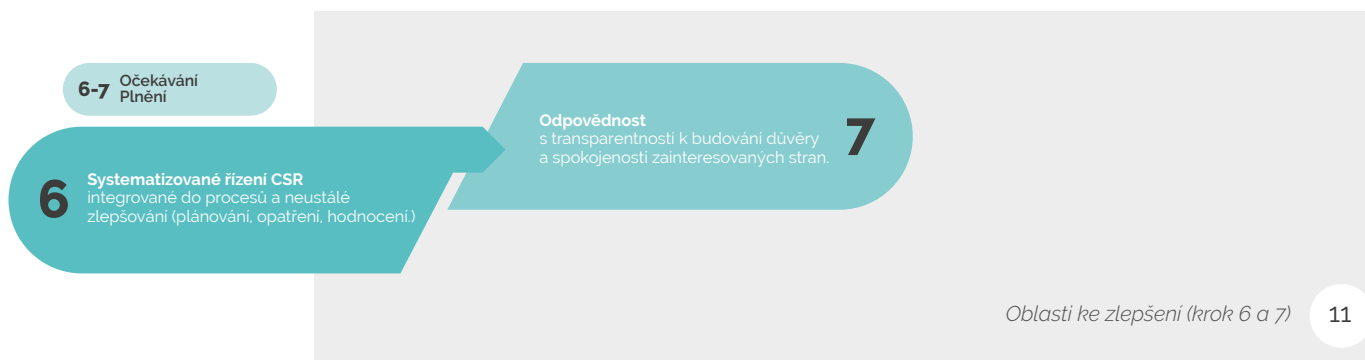 6-7 Očekávání
Plnění
6
Systematizované řízení CSR
integrované do procesů a neustálé
zlepšování (plánování, opatření, hodnocení.)
Odpovědnost
s transparentností k budování důvěry
a spokojenosti zainteresovaných stran.
7
Oblasti ke zlepšení (krok 6 a 7)
11